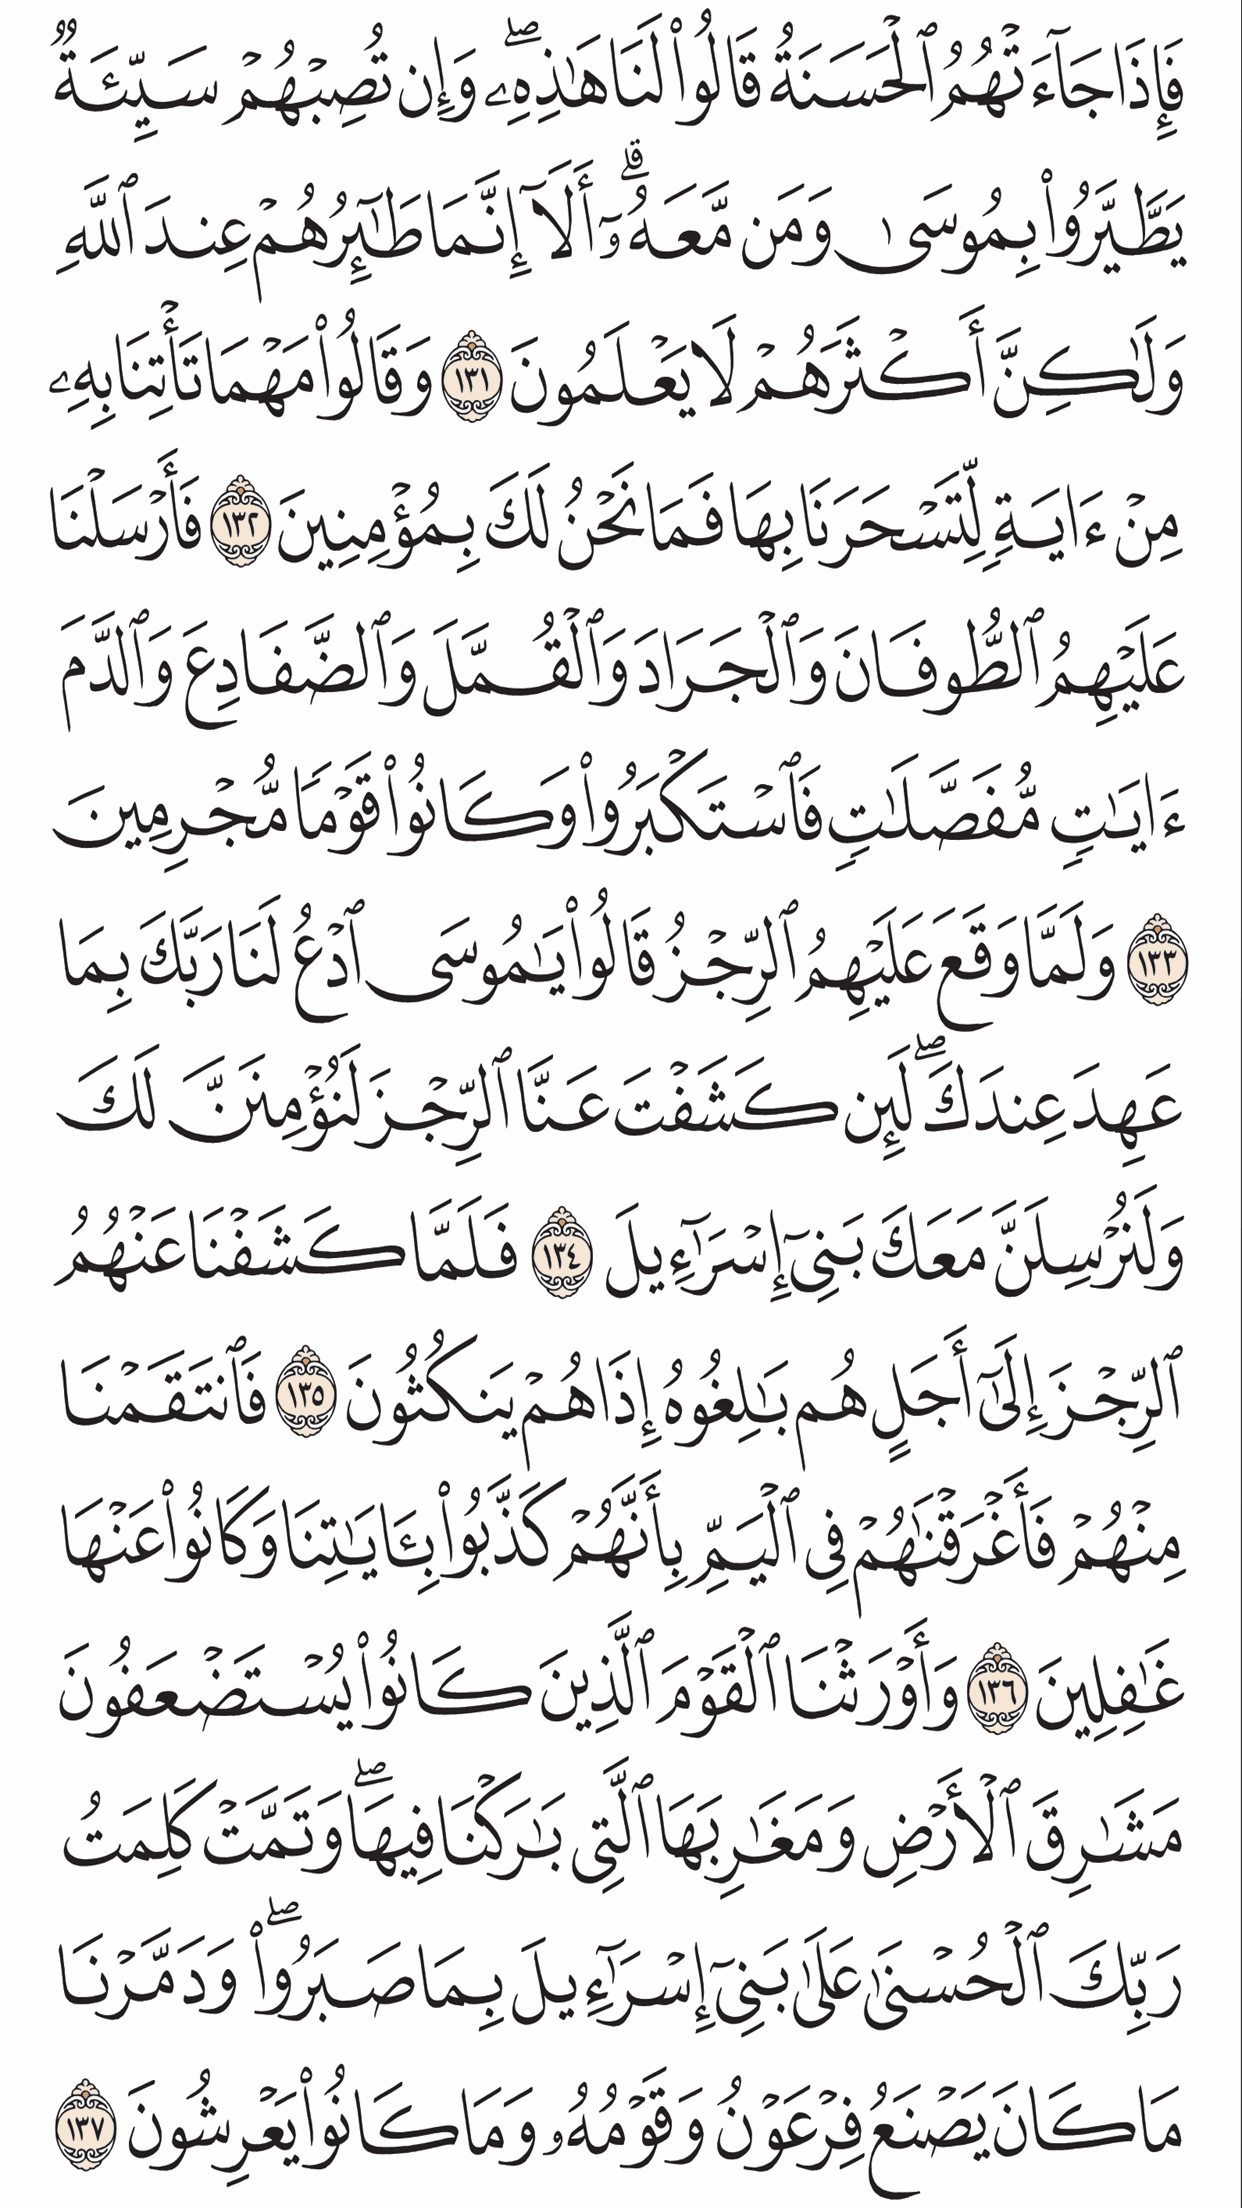 فَإِذَا جَآءَتْهُمُ ٱلْحَسَنَةُ قَالُوا۟ لَنَا هَٰذِهِۦ ۖ وَإِن تُصِبْهُمْ سَيِّئَةٌ
يَطَّيَّرُوا۟ بِمُوسَىٰ وَمَن مَّعَهُۥٓ ۗ أَلَآ إِنَّمَا طَٰٓئِرُهُمْ عِندَ ٱللَّهِ
وَلَٰكِنَّ أَكْثَرَهُمْ لَا يَعْلَمُونَ ١٣١ وَقَالُوا۟ مَهْمَا تَأْتِنَا بِهِۦ
مِنْ ءَايَةٍ لِّتَسْحَرَنَا بِهَا فَمَا نَحْنُ لَكَ بِمُؤْمِنِينَ ١٣٢ فَأَرْسَلْنَا
عَلَيْهِمُ ٱلطُّوفَانَ وَٱلْجَرَادَ وَٱلْقُمَّلَ وَٱلضَّفَادِعَ وَٱلدَّمَ
ءَايَٰتٍ مُّفَصَّلَٰتٍ فَٱسْتَكْبَرُوا۟ وَكَانُوا۟ قَوْمًا مُّجْرِمِينَ
١٣٣ وَلَمَّا وَقَعَ عَلَيْهِمُ ٱلرِّجْزُ قَالُوا۟ يَٰمُوسَى ٱدْعُ لَنَا رَبَّكَ بِمَا
عَهِدَ عِندَكَ ۖ لَئِن كَشَفْتَ عَنَّا ٱلرِّجْزَ لَنُؤْمِنَنَّ لَكَ
وَلَنُرْسِلَنَّ مَعَكَ بَنِىٓ إِسْرَٰٓءِيلَ ١٣٤ فَلَمَّا كَشَفْنَا عَنْهُمُ
ٱلرِّجْزَ إِلَىٰٓ أَجَلٍ هُم بَٰلِغُوهُ إِذَا هُمْ يَنكُثُونَ ١٣٥ فَٱنتَقَمْنَا
مِنْهُمْ فَأَغْرَقْنَٰهُمْ فِى ٱلْيَمِّ بِأَنَّهُمْ كَذَّبُوا۟ بِـَٔايَٰتِنَا وَكَانُوا۟ عَنْهَا
غَٰفِلِينَ ١٣٦ وَأَوْرَثْنَا ٱلْقَوْمَ ٱلَّذِينَ كَانُوا۟ يُسْتَضْعَفُونَ
مَشَٰرِقَ ٱلْأَرْضِ وَمَغَٰرِبَهَا ٱلَّتِى بَٰرَكْنَا فِيهَا ۖ وَتَمَّتْ كَلِمَتُ
رَبِّكَ ٱلْحُسْنَىٰ عَلَىٰ بَنِىٓ إِسْرَٰٓءِيلَ بِمَا صَبَرُوا۟ ۖ وَدَمَّرْنَا
مَا كَانَ يَصْنَعُ فِرْعَوْنُ وَقَوْمُهُۥ وَمَا كَانُوا۟ يَعْرِشُونَ ١٣٧